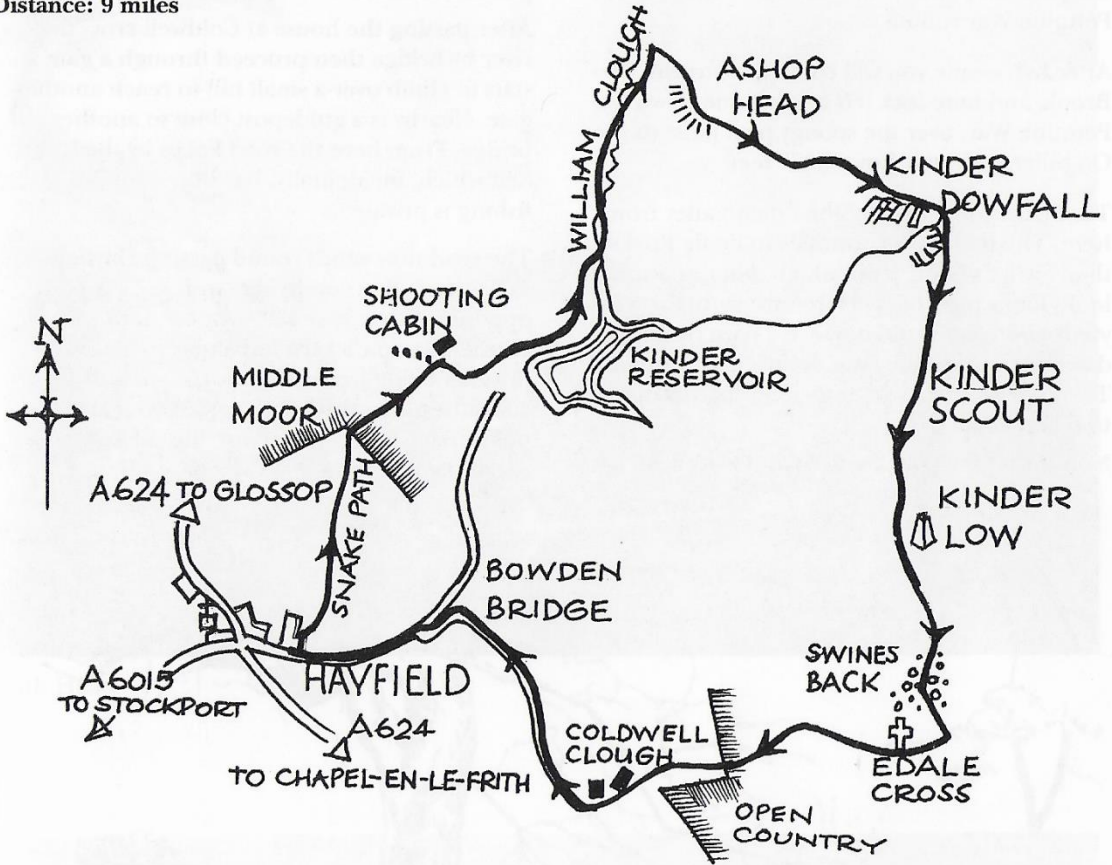 Distance: 9 miles
WILLIAM CLOUGH
ASHOP
HEAD
KINDER
DOWFALL
SHOOTING
CABIN
N
KINDER
RESERVOIR
MIDDLE
MOOR
KINDER
SCOUT
A624 TO GLOSSOP
SNAKE PATH
KINDER
LOW
BOWDEN
BRIDGE
SWINES
BACK
A6015
TO STOCKPORT
HAYFIELD
A624
TO CHAPEL-EN-LE-FRITH
COLDWELL
CLOUGH
EDALE
CROSS
OPEN
COUNTRY